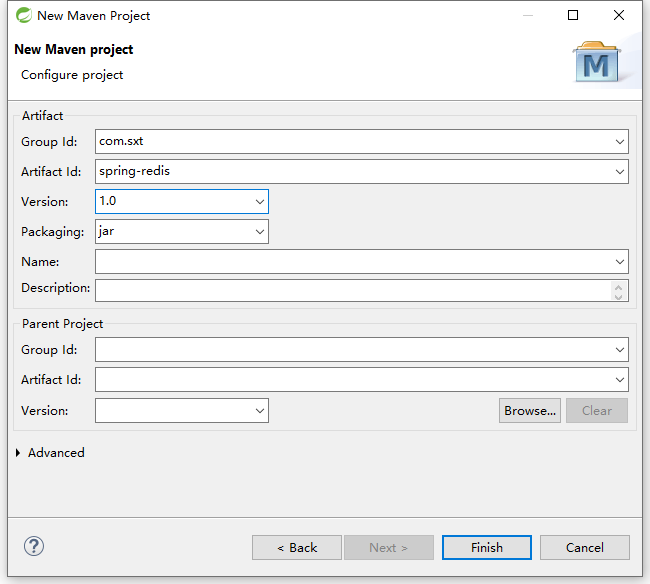 New Maven Project
New Maven project
Configure project
M
Artifact
Group Id: com.sxt
Artifact Id: spring-redis
Version: 1.0
Packaging: jar
Name:
Description:
Parent Project
Group Id:
Artifact Id:
Version: Browse... Clear
Advanced
? < Back Next > Finish Cancel